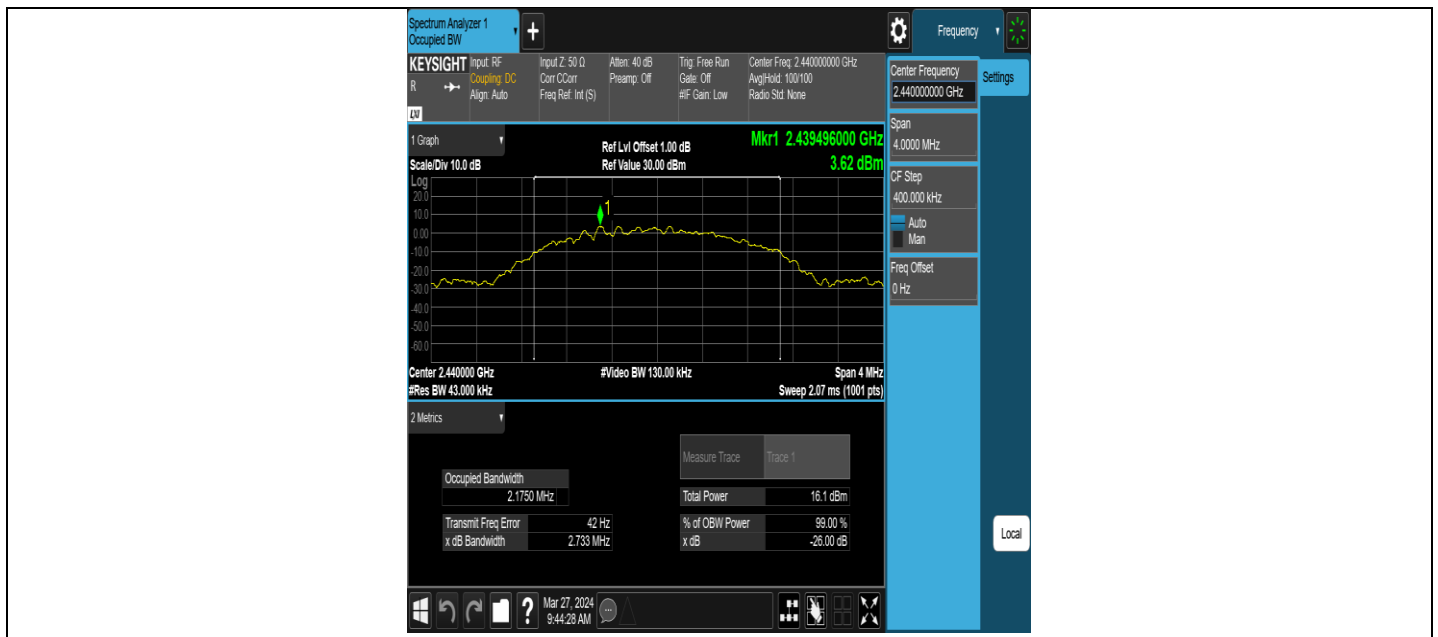 Spectrum Analyzer 1
Occupied BW
+
Frequency
KEYSIGHT
R
LXI
Input: RF
Coupling: DC
Align: Auto
Input Z: 50 Ω
Corr CCorr
Freq Ref: Int (S)
Atten: 40 dB
Preamp: Off
Trig: Free Run
Gate: Off
#IF Gain: Low
Center Freq: 2.440000000 GHz
Avg|Hold: 100/100
Radio Std: None
Center Frequency
2.440000000 GHz
Settings
Span
4.0000 MHz
CF Step
400.000 kHz
Auto
Man
Freq Offset
0 Hz
Local
1 Graph
Scale/Div 10.0 dB
Ref Lvl Offset 1.00 dB
Ref Value 30.00 dBm
Mkr1 2.439496000 GHz
3.62 dBm
Log
20.0
10.0
0.00
-10.0
-20.0
-30.0
-40.0
-50.0
-60.0
1
Center 2.440000 GHz
#Video BW 130.00 kHz
Span 4 MHz
#Res BW 43.000 kHz
Sweep 2.07 ms (1001 pts)
2 Metrics
Measure Trace Trace 1
Occupied Bandwidth
2.1750 MHz
Total Power 16.1 dBm
Transmit Freq Error 42 Hz
% of OBW Power 99.00 %
x dB Bandwidth 2.733 MHz
x dB -26.00 dB
?
Mar 27, 2024
9:44:28 AM